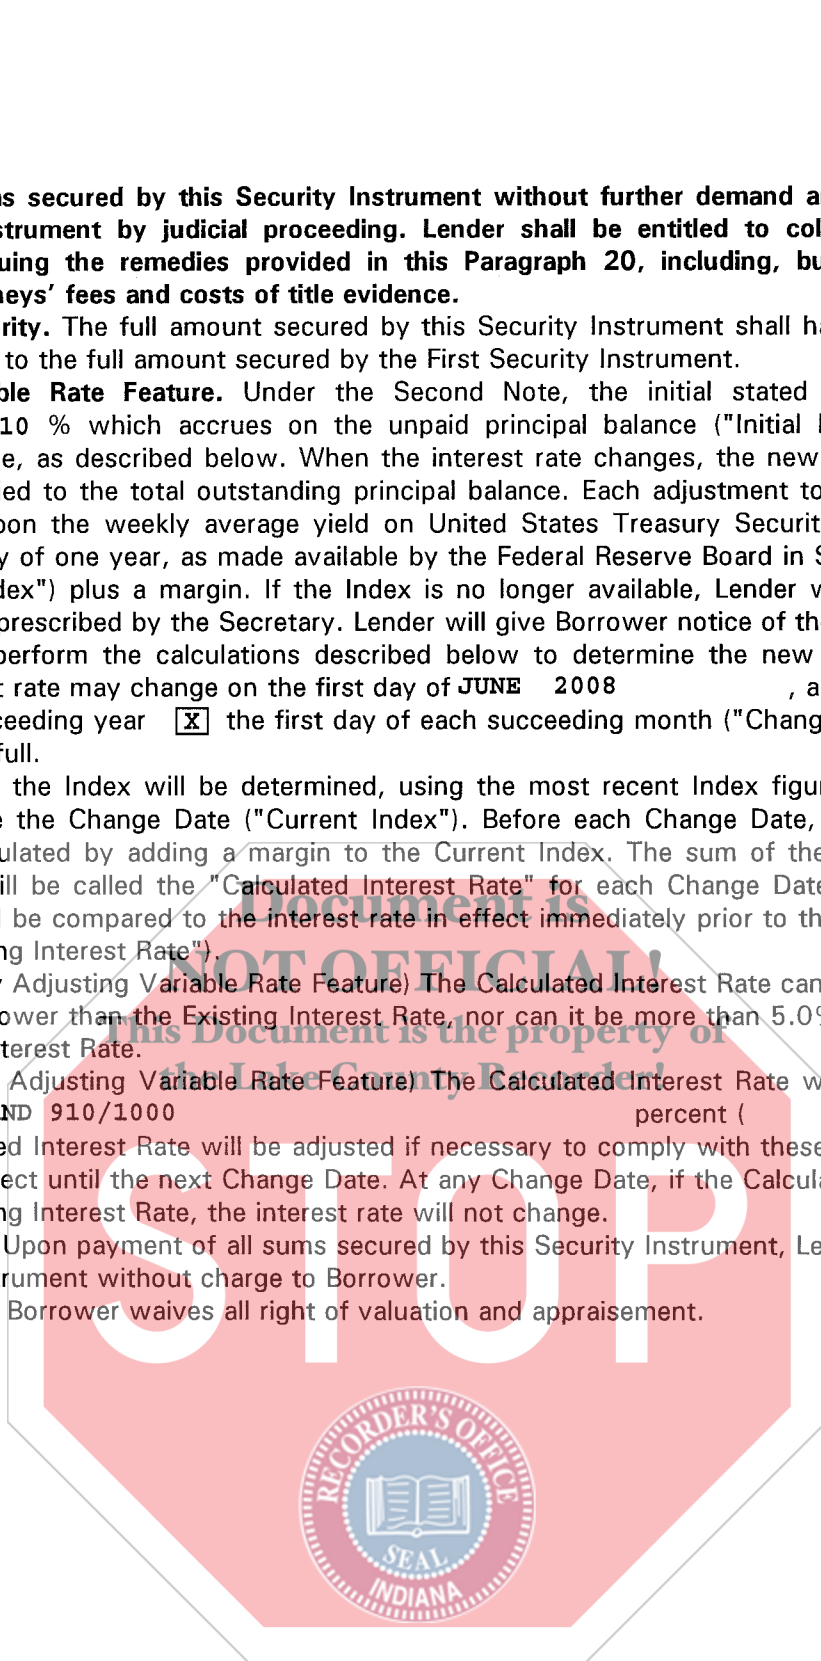 s secured by this Security Instrument without further demand a
strument by judicial proceeding. Lender shall be entitled to col
uing the remedies provided in this Paragraph 20, including, bu
neys' fees and costs of title evidence.
rity. The full amount secured by this Security Instrument shall h
to the full amount secured by the First Security Instrument.
ble Rate Feature. Under the Second Note, the initial stated
10 % which accrues on the unpaid principal balance ("Initial
e, as described below. When the interest rate changes, the new
ied to the total outstanding principal balance. Each adjustment to
pon the weekly average yield on United States Treasury Securit
y of one year, as made available by the Federal Reserve Board in S
dex") plus a margin. If the Index is no longer available, Lender w
prescribed by the Secretary. Lender will give Borrower notice of th
perform the calculations described below to determine the new
t rate may change on the first day of JUNE 2008 , a
ceeding year [X] the first day of each succeeding month ("Chang
full.
the Index will be determined, using the most recent Index figu
e the Change Date ("Current Index"). Before each Change Date,
ulated by adding a margin to the Current Index. The sum of the
ill be called the "Calculated Interest Rate" for each Change Date
l be compared to the interest rate in effect immediately prior to th
ng Interest Rate").
y Adjusting Variable Rate Feature) The Calculated Interest Rate can
ower than the Existing Interest Rate, nor can it be more than 5.0%
terest Rate.
Adjusting Variable Rate Feature) The Calculated Interest Rate w
ND 910/1000 percent (
ed Interest Rate will be adjusted if necessary to comply with these
ect until the next Change Date. At any Change Date, if the Calcula
ng Interest Rate, the interest rate will not change.
Upon payment of all sums secured by this Security Instrument, Le
rument without charge to Borrower.
Borrower waives all right of valuation and appraisement.
Document is
NOT OFFICIAL!
This Document is the property of
the Lake County Recorder!
STOP
RECORDER'S OFFICE
SEAL
INDIANA